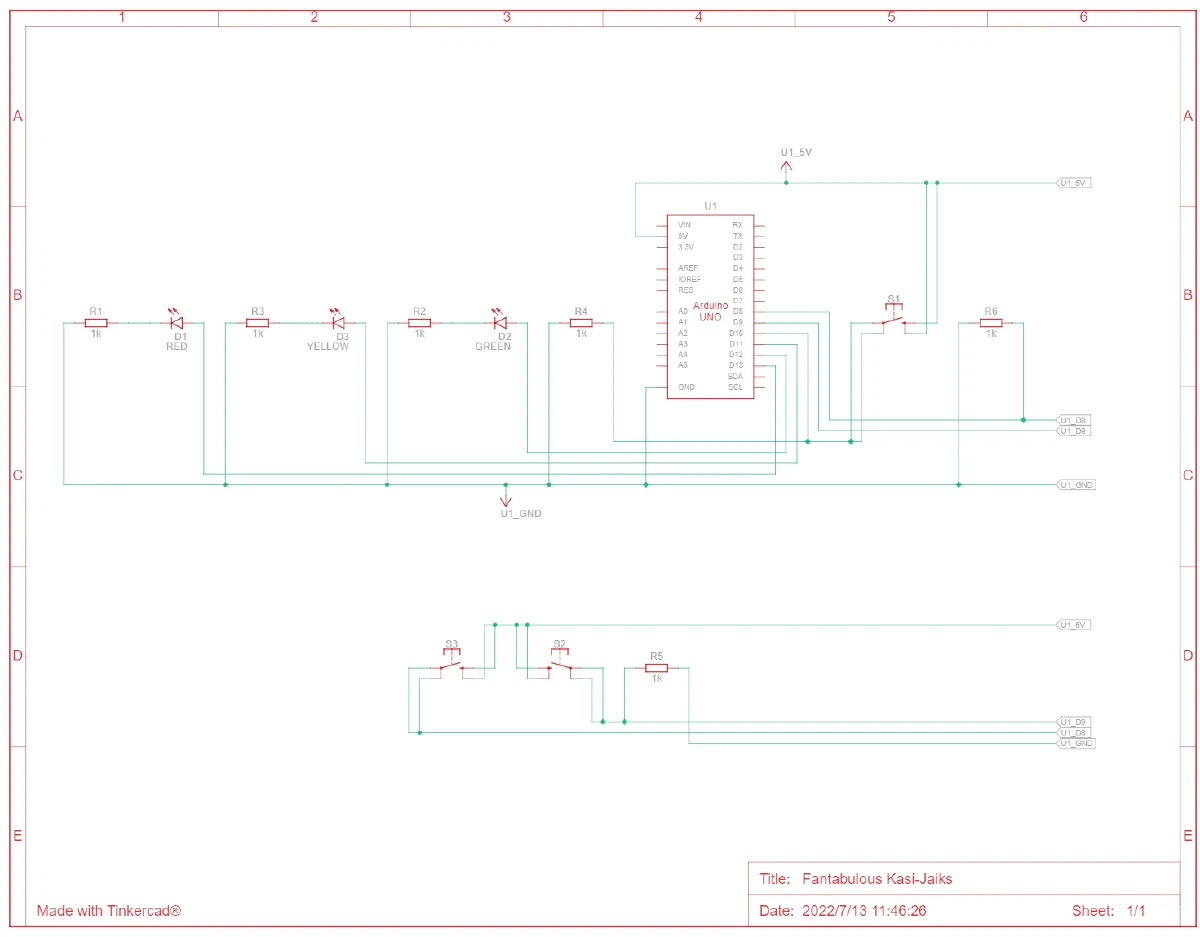 1 2 3 4 5 6
A A
U1_5V
U1_5V
U1
VIN RX
5V TX
3.3V D2
D3
AREF D4
IOREF D5
RES D6
D7
A0 D8
A1 D9
A2 D10
A3 D11
A4 D12
A5 D13
SDA
GND SCL
Arduino
UNO
B B
R1
1k
D1
RED
R3
1k
D3
YELLOW
R2
1k
D2
GREEN
R4
1k
S1
R6
1k
U1_D8
U1_D9
C C
U1_GND
U1_GND
U1_5V
S3
S2
R5
1k
D D
U1_D9
U1_D8
U1_GND
E E
Title: Fantabulous Kasi-Jaiks
Made with Tinkercad®
Date: 2022/7/13 11:46:26 Sheet: 1/1